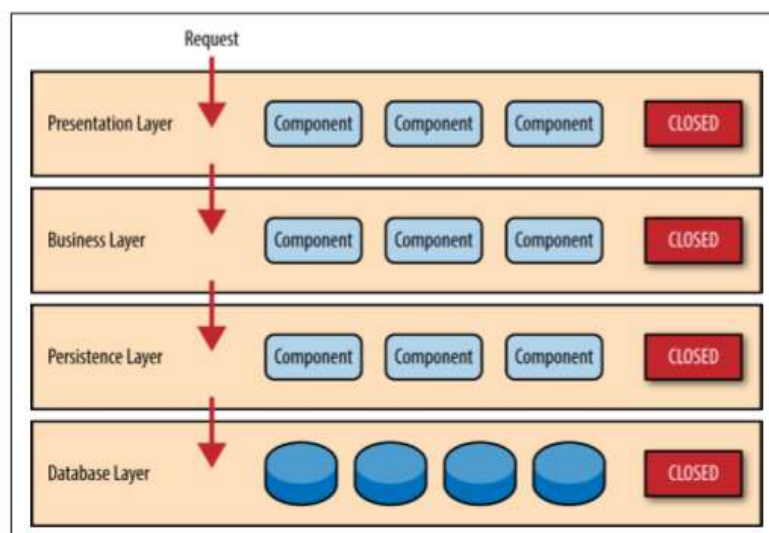 Request
Presentation Layer Component Component Component CLOSED
Business Layer Component Component Component CLOSED
Persistence Layer Component Component Component CLOSED
Database Layer CLOSED